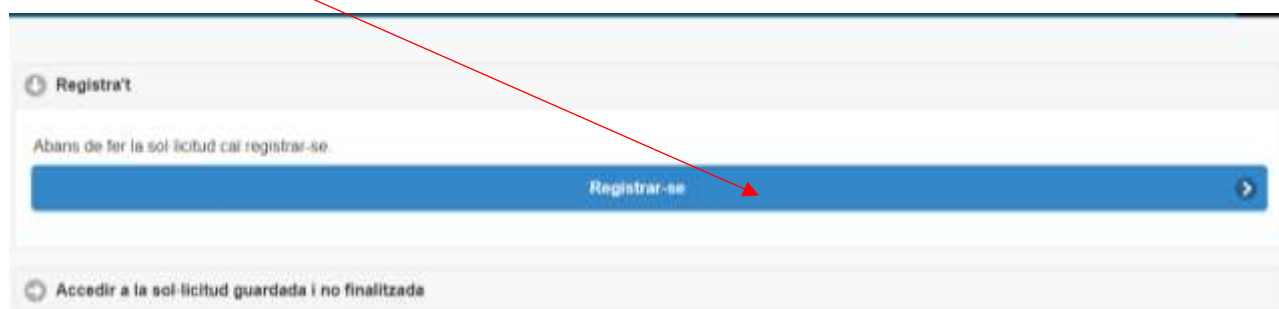 Registra't
Abans de fer la sol·licitud cal registrar-se.
Registrar-se
Accedir a la sol·licitud guardada i no finalitzada